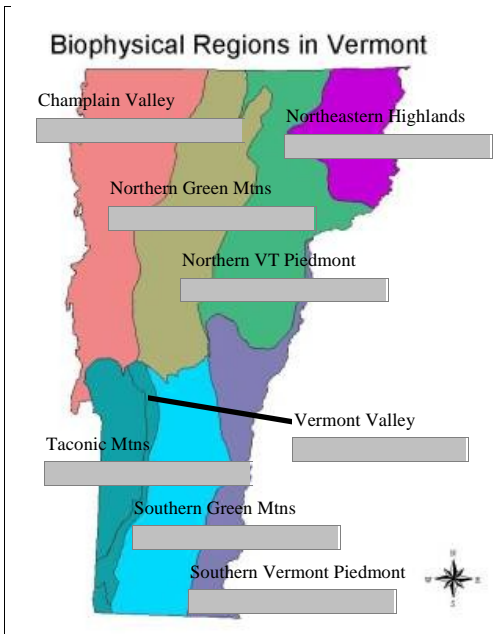 Biophysical Regions in Vermont
Champlain Valley
Northeastern Highlands
Northern Green Mtns
Northern VT Piedmont
Vermont Valley
Taconic Mtns
Southern Green Mtns
Southern Vermont Piedmont
N
W E
S